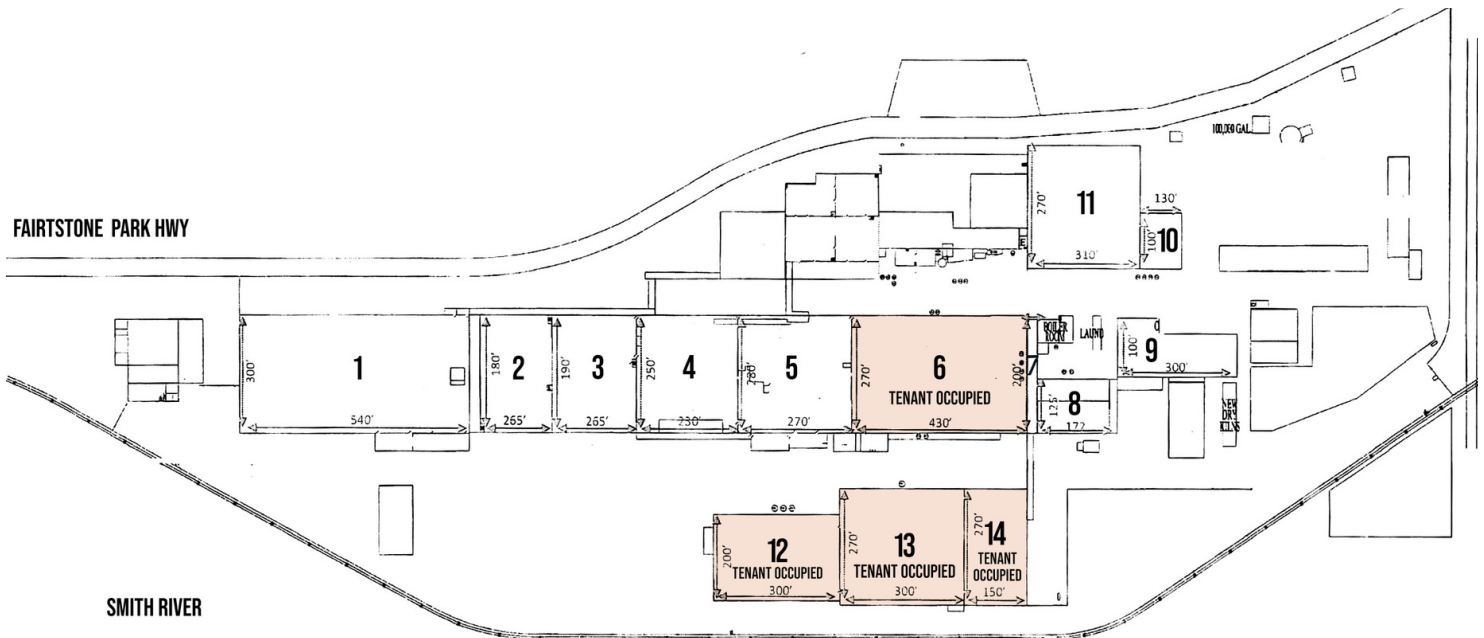 100,000 GAL.
270'
11
130'
FAIRTSTONE PARK HWY
100'
10
310'
300'
1
540'
180'
2
265'
190'
3
265'
250'
4
230'
280'
5
270'
270'
6
TENANT OCCUPIED
430'
200'
7
BOILER
ROOM
LAUND
100'
9
300'
125'
8
172
NEW
DRY
KILNS
200'
12
TENANT OCCUPIED
300'
270'
13
TENANT OCCUPIED
300'
270'
14
TENANT
OCCUPIED
150'
SMITH RIVER